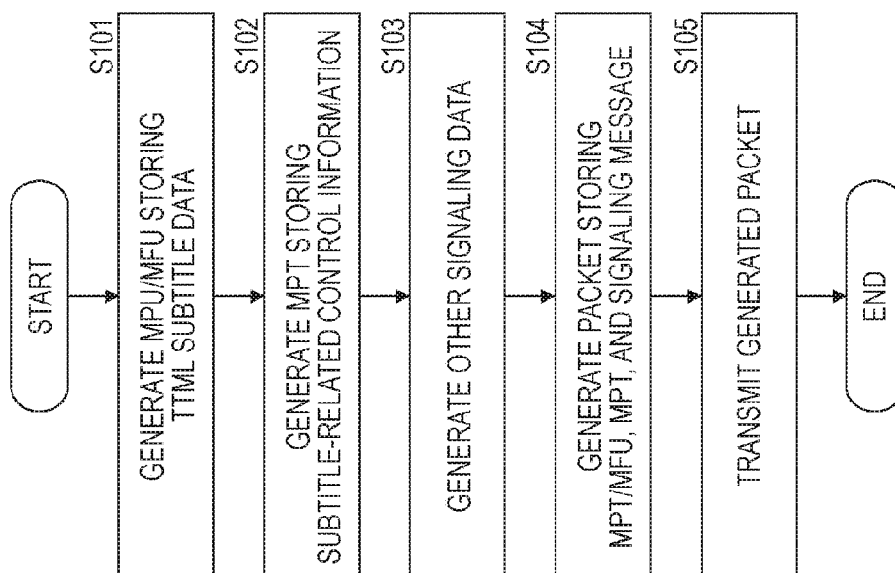 START
S101
GENERATE MPU/MFU STORING
TTML SUBTITLE DATA
S102
GENERATE MPT STORING
SUBTITLE-RELATED CONTROL INFORMATION
S103
GENERATE OTHER SIGNALING DATA
S104
GENERATE PACKET STORING
MPT/MFU, MPT, AND SIGNALING MESSAGE
S105
TRANSMIT GENERATED PACKET
END